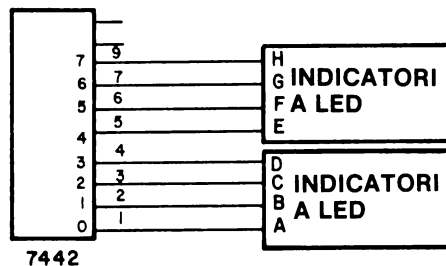 7 9 H
6 7 G INDICATORI
5 6 F A LED
4 5 E
3 4 D
2 3 C INDICATORI
1 2 B A LED
0 1 A
7442